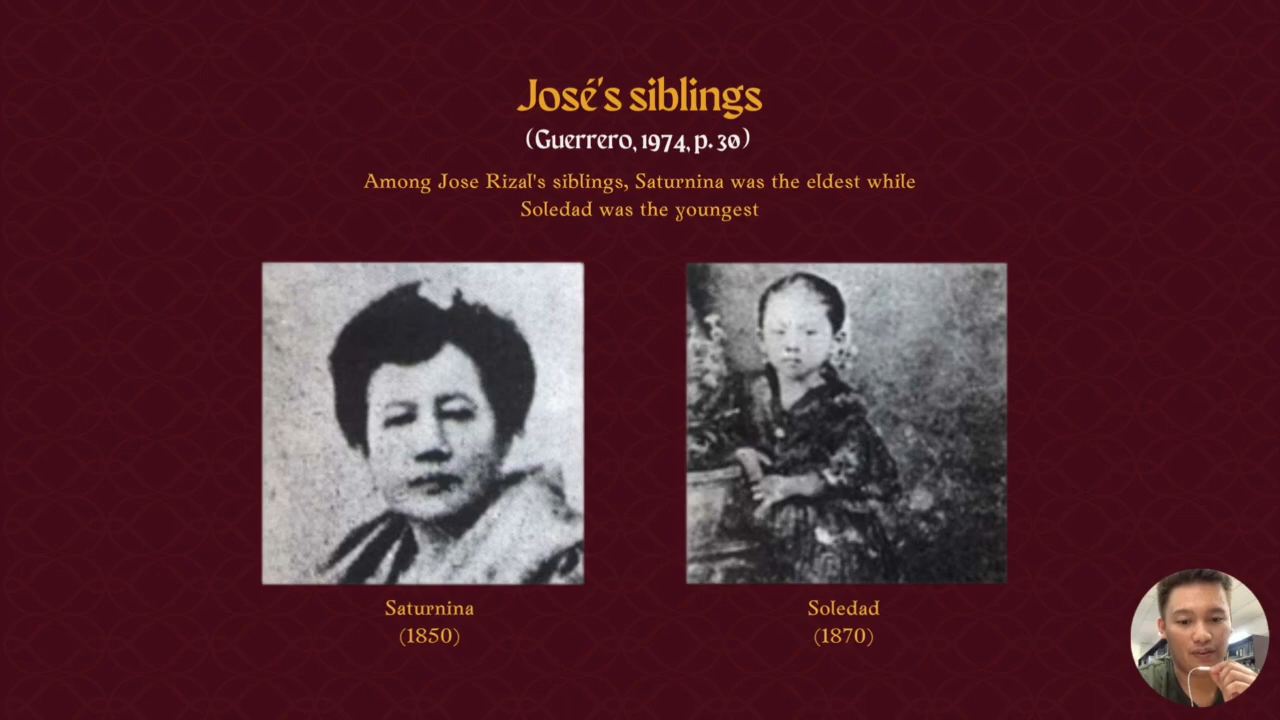 José's siblings
(Guerrero, 1974, p. 30)
Among Jose Rizal's siblings, Saturnina was the eldest while
Soledad was the youngest
Saturnina
(1850)
Soledad
(1870)